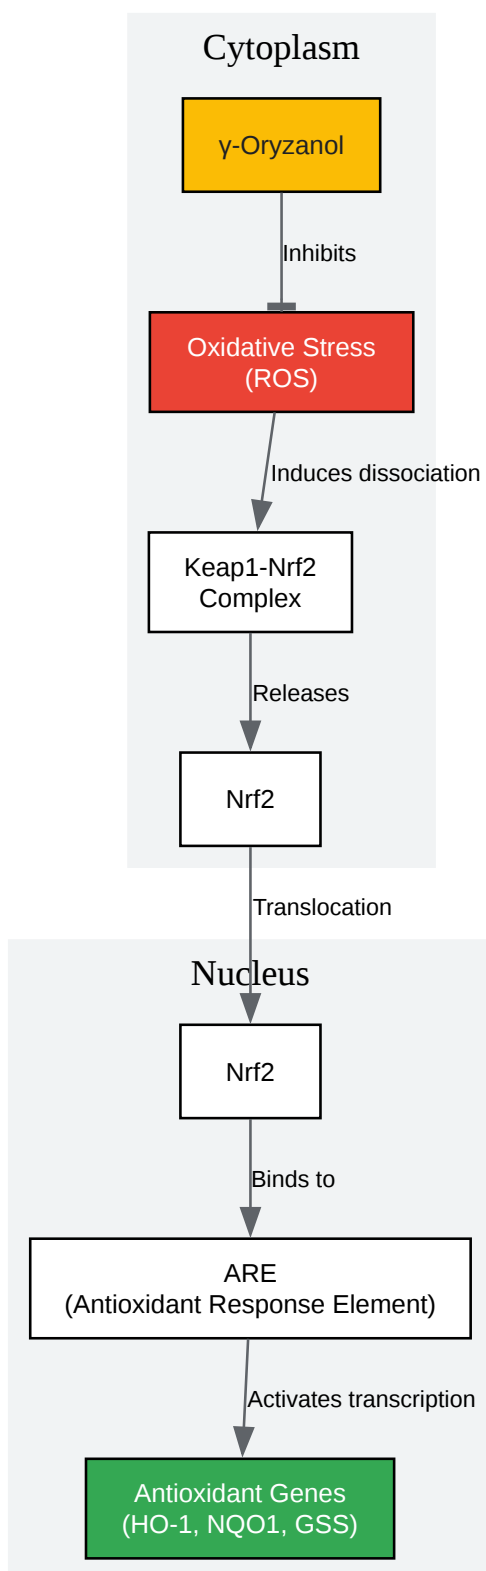 Cytoplasm
γ-Oryzanol
Inhibits
Oxidative Stress
(ROS)
Induces dissociation
Keap1-Nrf2
Complex
Releases
Nrf2
Translocation
Nucleus
Nrf2
Binds to
ARE
(Antioxidant Response Element)
Activates transcription
Antioxidant Genes
(HO-1, NQO1, GSS)